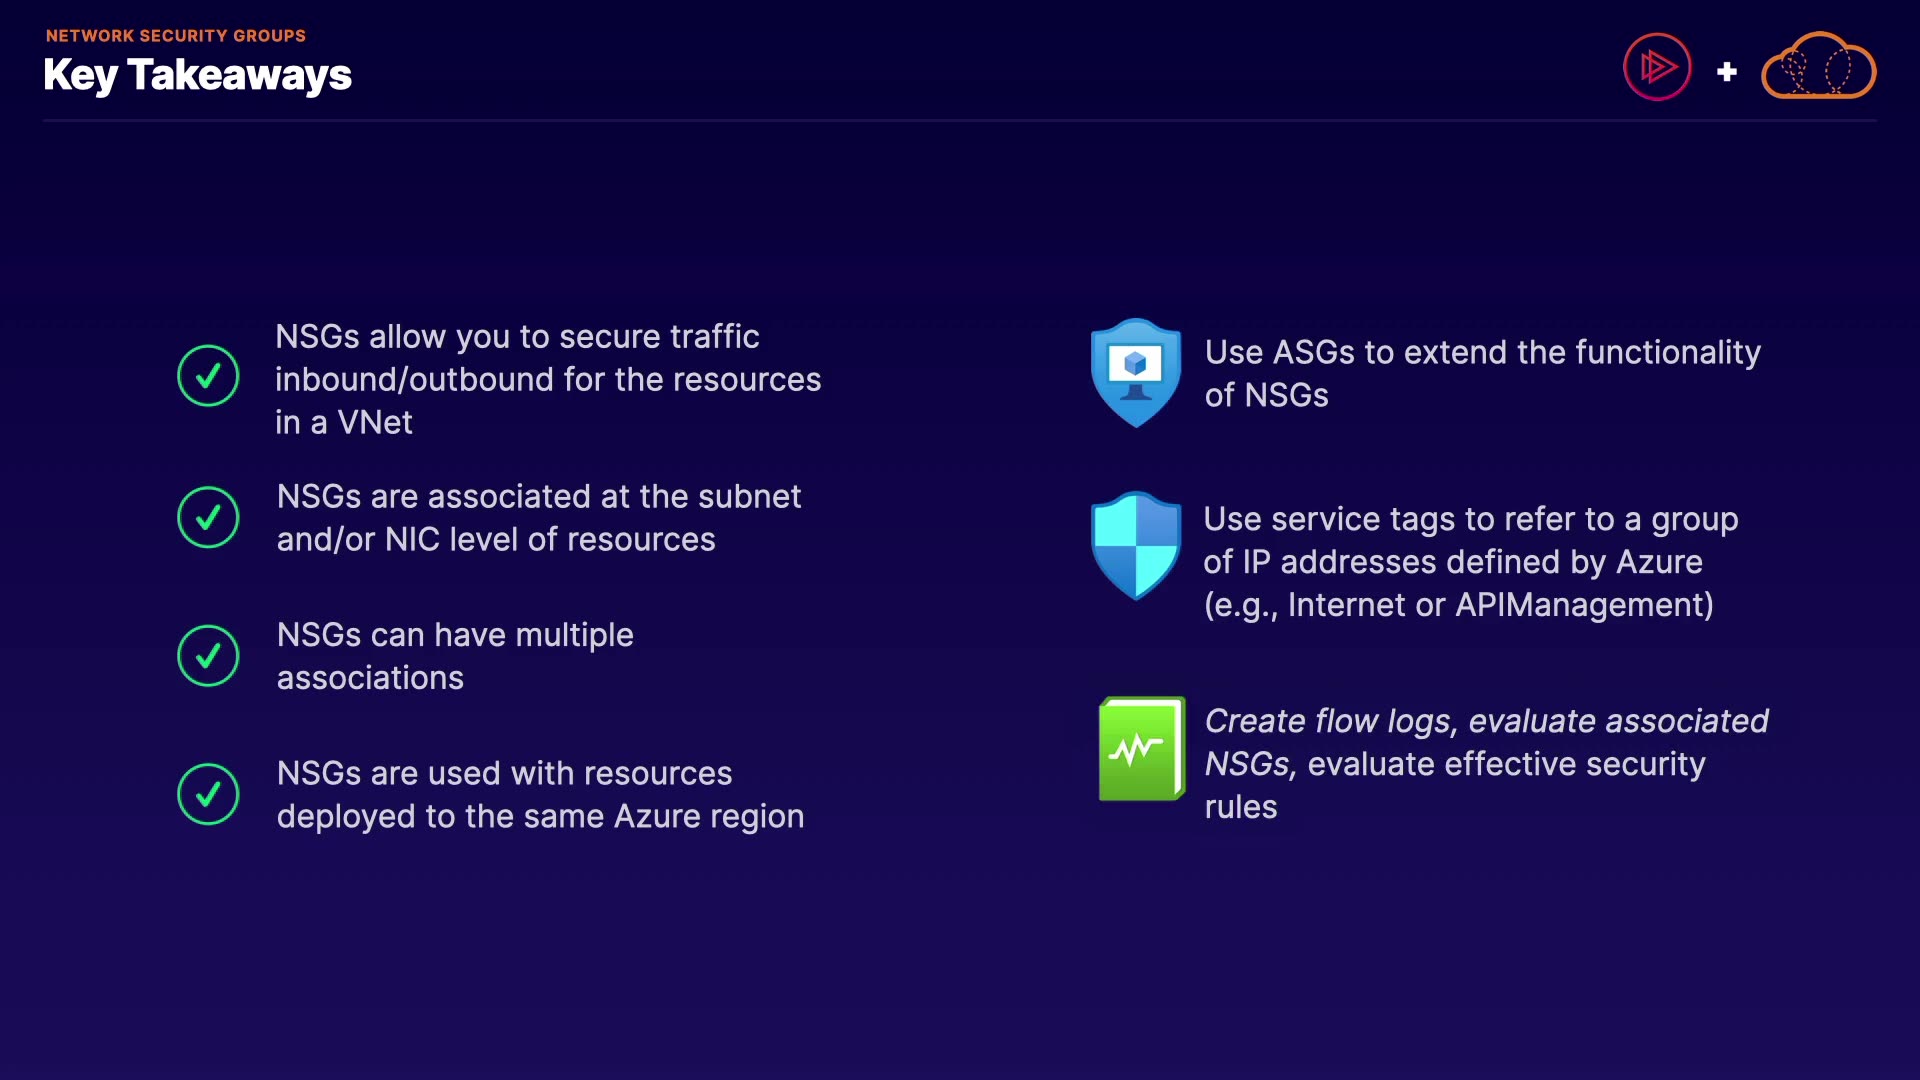 NETWORK SECURITY GROUPS
Key Takeaways
NSGs allow you to secure traffic
inbound/outbound for the resources
in a VNet
NSGs are associated at the subnet
and/or NIC level of resources
NSGs can have multiple
associations
NSGs are used with resources
deployed to the same Azure region
Use ASGs to extend the functionality
of NSGs
Use service tags to refer to a group
of IP addresses defined by Azure
(e.g., Internet or APIManagement)
Create flow logs, evaluate associated
NSGs, evaluate effective security
rules